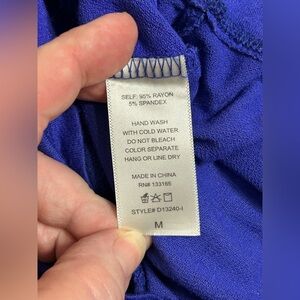 SELF: 95% RAYON
5% SPANDEX
HAND WASH
WITH COLD WATER
DO NOT BLEACH
COLOR SEPARATE
HANG OR LINE DRY
MADE IN CHINA
RN# 133165
STYLE# D13240-I
M